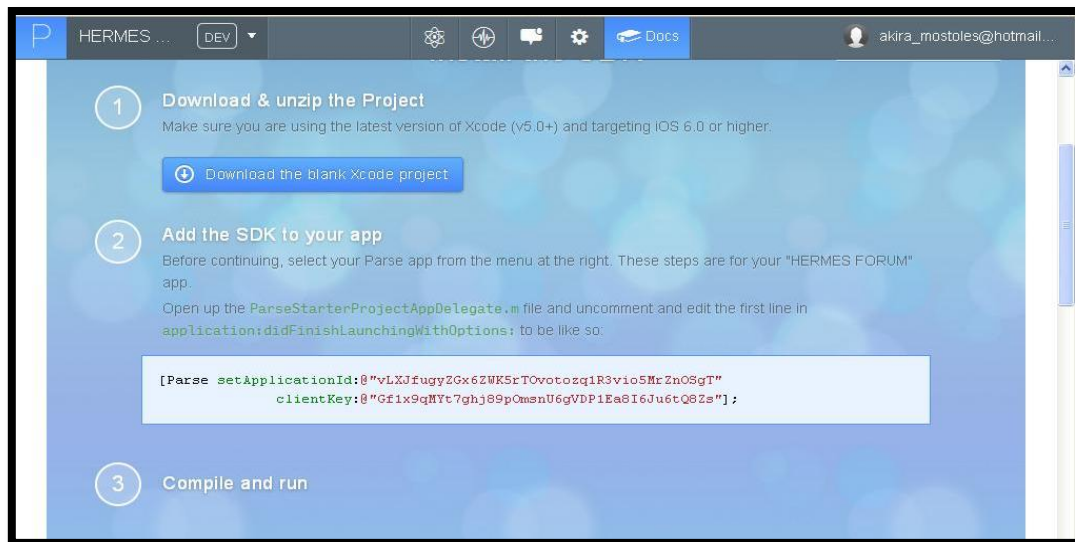 P HERMES ... DEV Docs akira_mostoles@hotmail...
1 Download & unzip the Project
Make sure you are using the latest version of Xcode (v5.0+) and targeting iOS 6.0 or higher.
Download the blank Xcode project
2 Add the SDK to your app
Before continuing, select your Parse app from the menu at the right. These steps are for your "HERMES FORUM"
app.
Open up the ParseStarterProjectAppDelegate.m file and uncomment and edit the first line in
application:didFinishLaunchingWithOptions: to be like so:
[Parse setApplicationId:@"vLXJfugyZGx6ZWK5rTOvotozq1R3vio5MrZnOSgT"
clientKey:@"Gf1x9qMYt7ghj89pOmsnU6gVDP1Ea8I6Ju6tQ8Zs"];
3 Compile and run